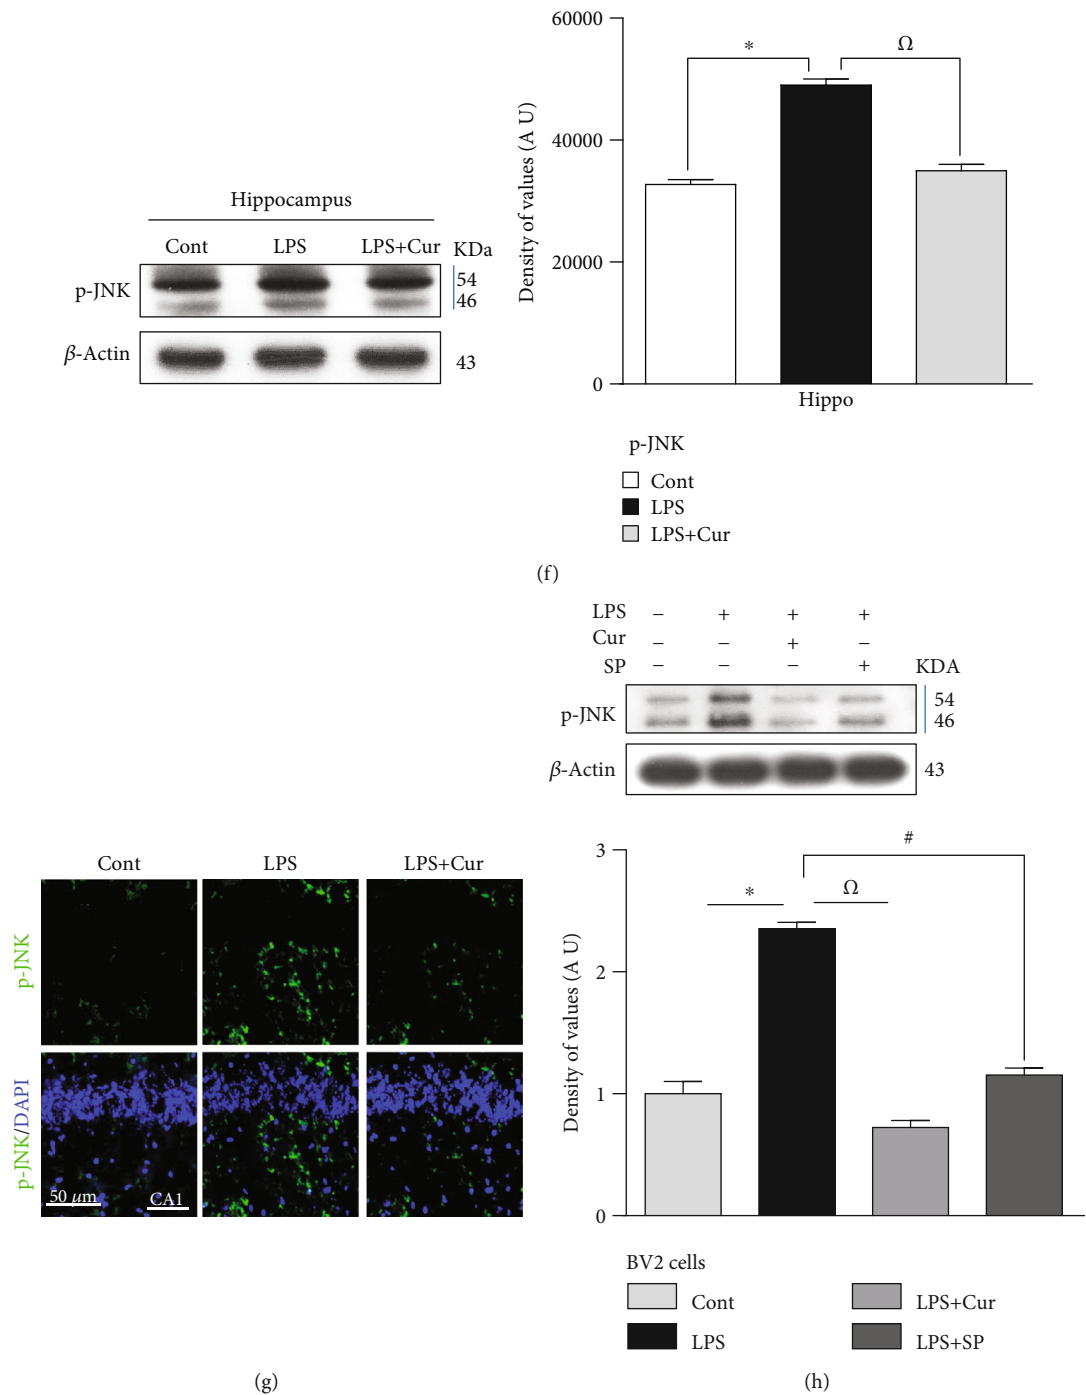 Hippocampus
Cont LPS LPS+Cur KDa
p-JNK 54
46
β-Actin 43
60000
40000
20000
0
Density of values (A U)
* Ω
Hippo
p-JNK
Cont
LPS
LPS+Cur
(f)
LPS − + + +
Cur − − + −
SP − − − + KDA
p-JNK 54
46
β-Actin 43
Cont LPS LPS+Cur
p-JNK
p-JNK/DAPI
50 μm CA1
(g)
3
2
1
0
Density of values (A U)
* Ω #
BV2 cells
Cont LPS+Cur
LPS LPS+SP
(h)